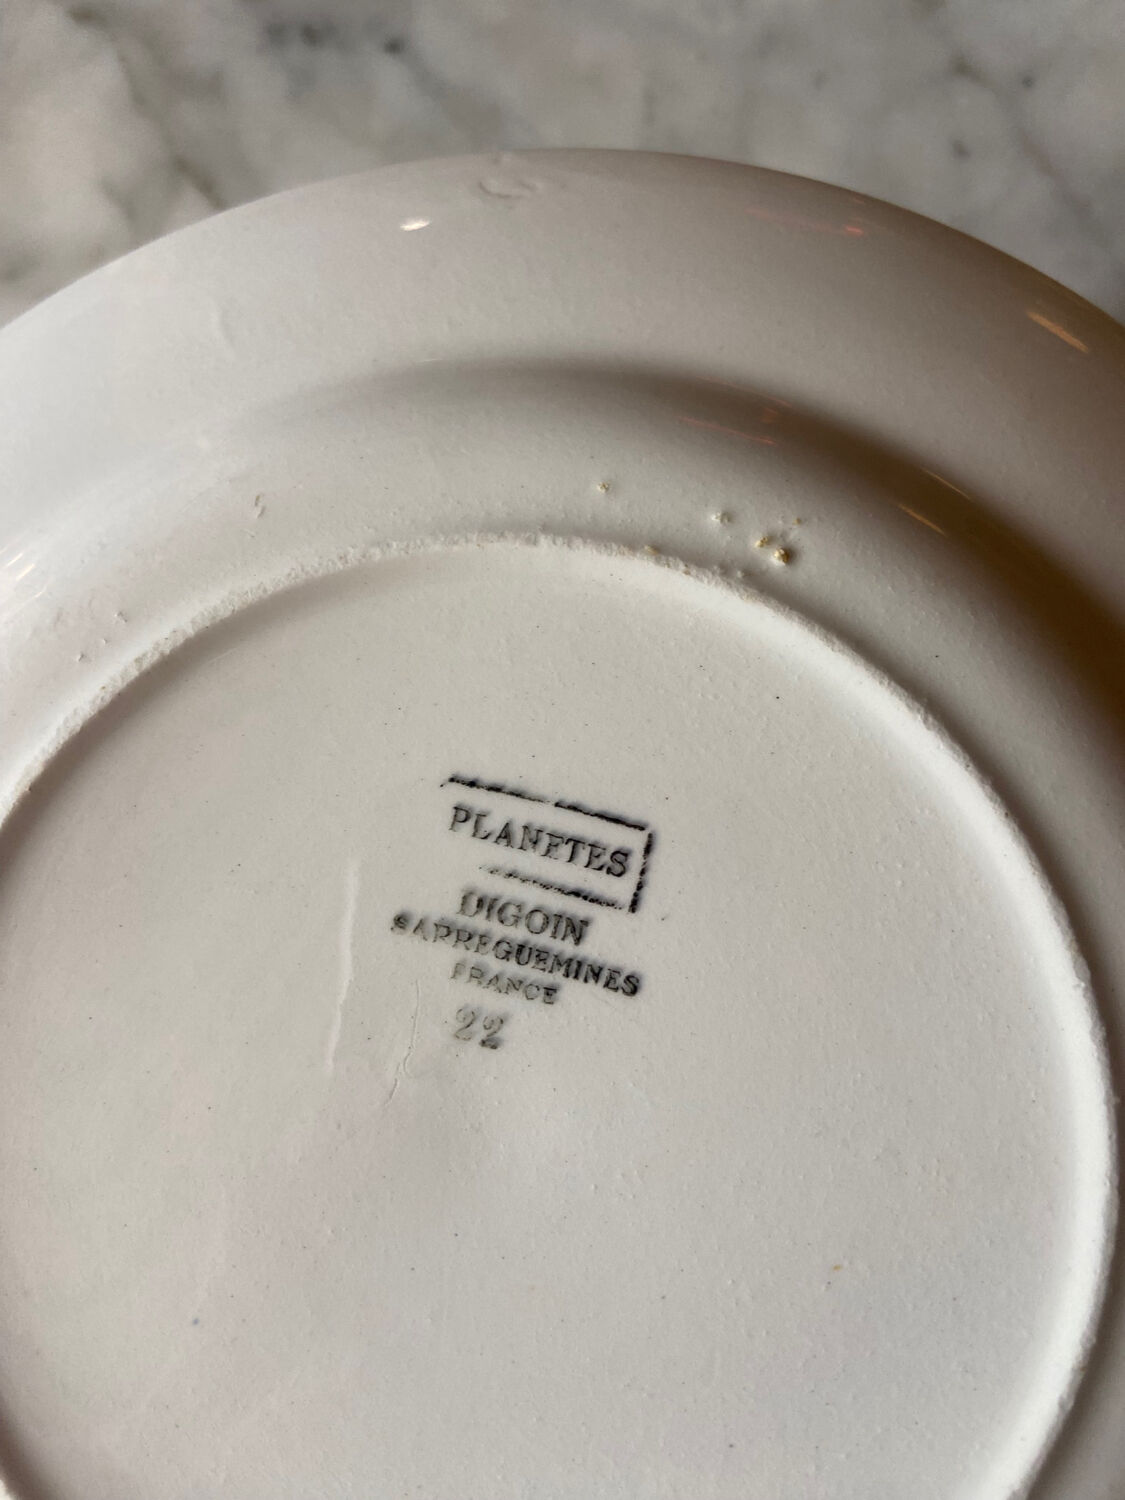 PLANETES
DIGOIN
SARREGUEMINES
FRANCE
22